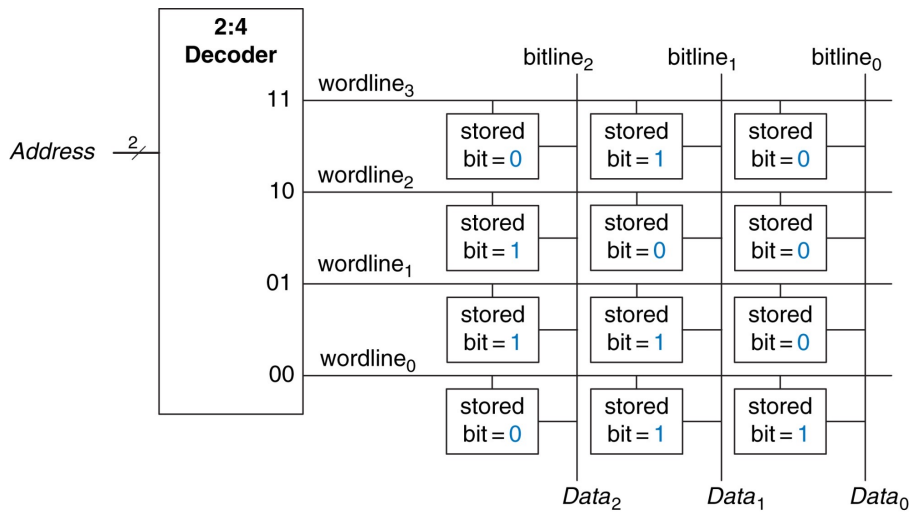 2:4
Decoder
bitline2 bitline1 bitline0
wordline3
11
stored stored stored
bit = 0 bit = 1 bit = 0
Address 2
wordline2
10
stored stored stored
bit = 1 bit = 0 bit = 0
wordline1
01
stored stored stored
bit = 1 bit = 1 bit = 0
wordline0
00
stored stored stored
bit = 0 bit = 1 bit = 1
Data2 Data1 Data0